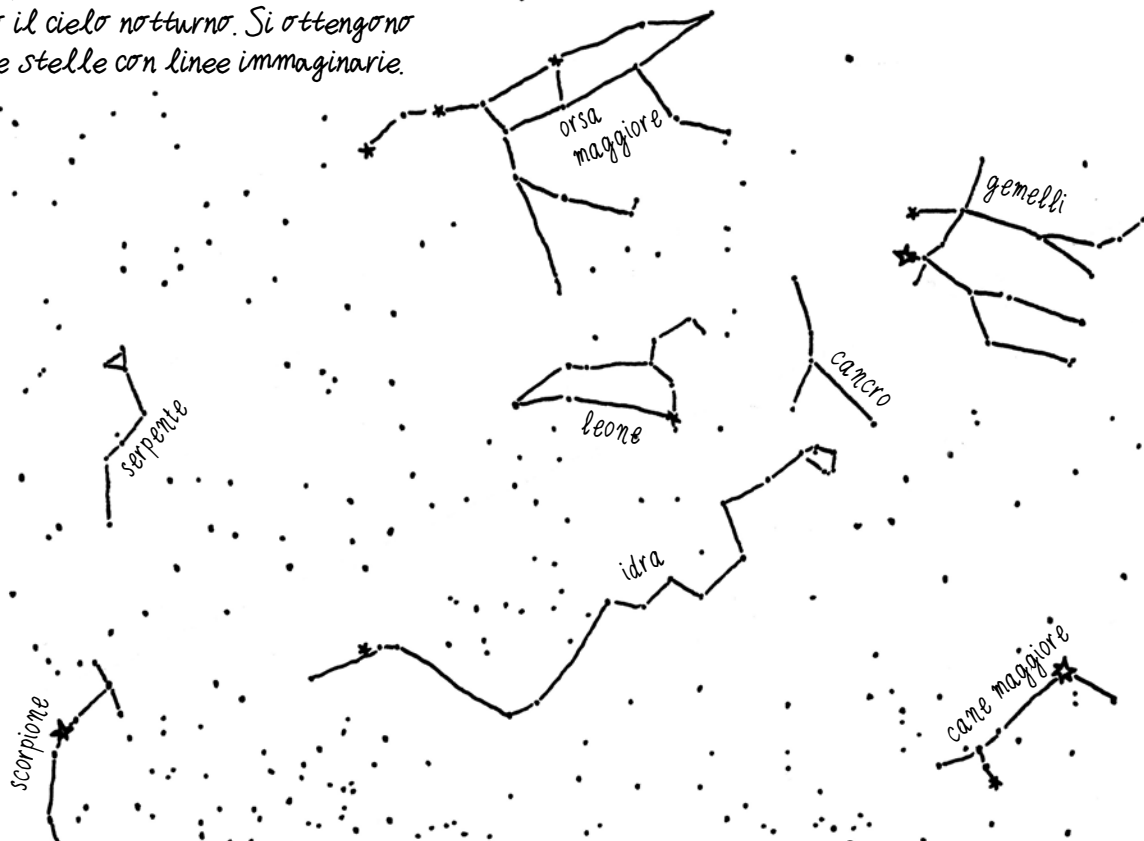 il cielo notturno. Si ottengono
stelle con linee immaginarie.
orsa
maggiore
gemelli
cancro
leone
serpente
idra
cane maggiore
scorpione